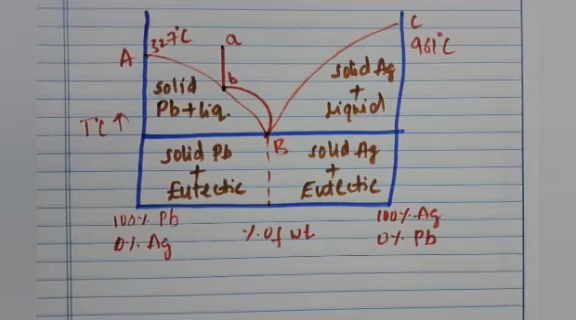 C
A 327°C a 961°C
b
solid
Pb+liq.
solid Ag
+
liquid
T°C ↑
B
solid Pb
+
Eutectic
solid Ag
+
Eutectic
100% Pb
0% Ag
% of wt
100% Ag
0% Pb